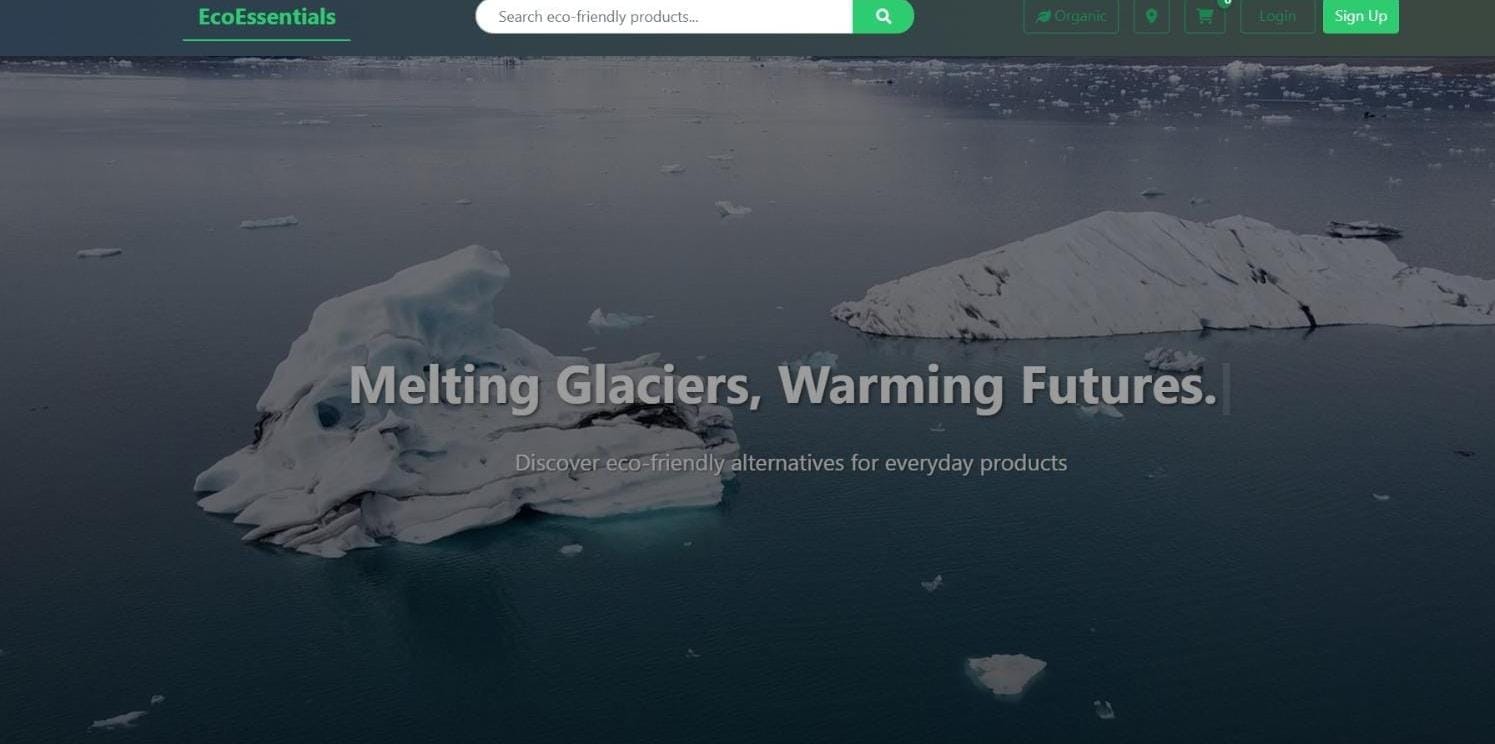 EcoEssentials
Search eco-friendly products...
Organic
0
Login
Sign Up
Melting Glaciers, Warming Futures.
Discover eco-friendly alternatives for everyday products